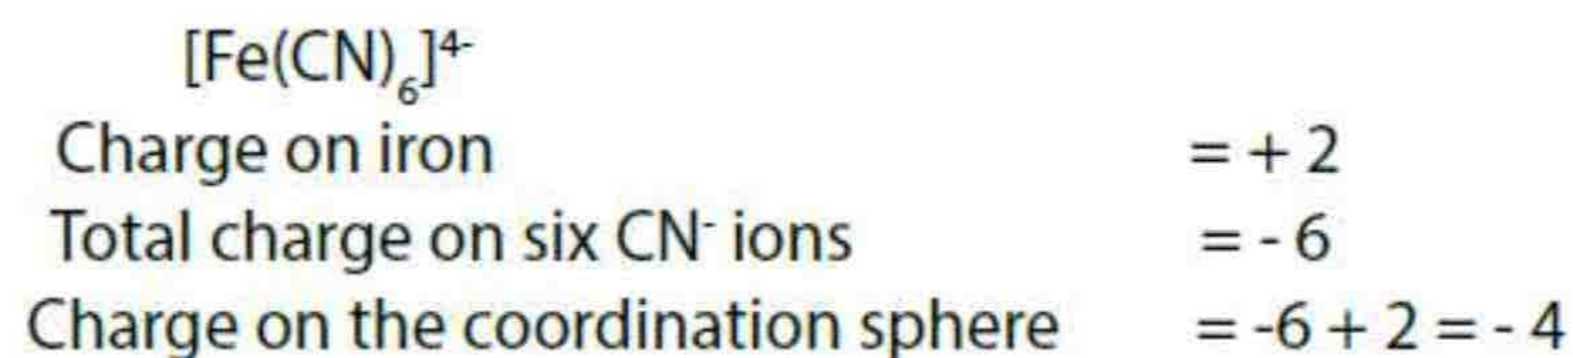 [Fe(CN)₆]⁴⁻
Charge on iron = + 2
Total charge on six CN⁻ ions = - 6
Charge on the coordination sphere = -6 + 2 = - 4